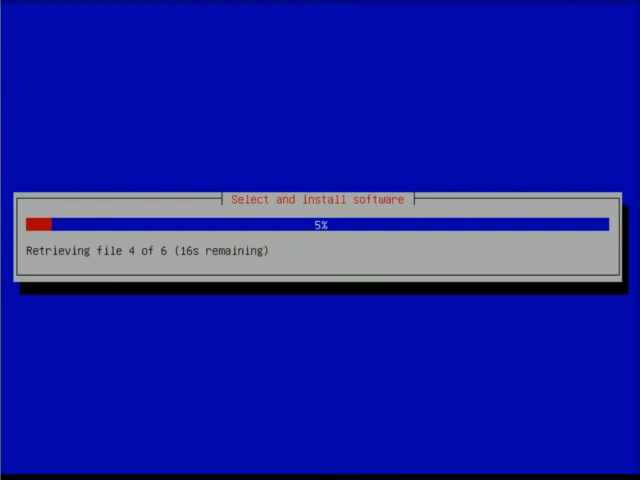 Select and install software
5%
Retrieving file 4 of 6 (16s remaining)